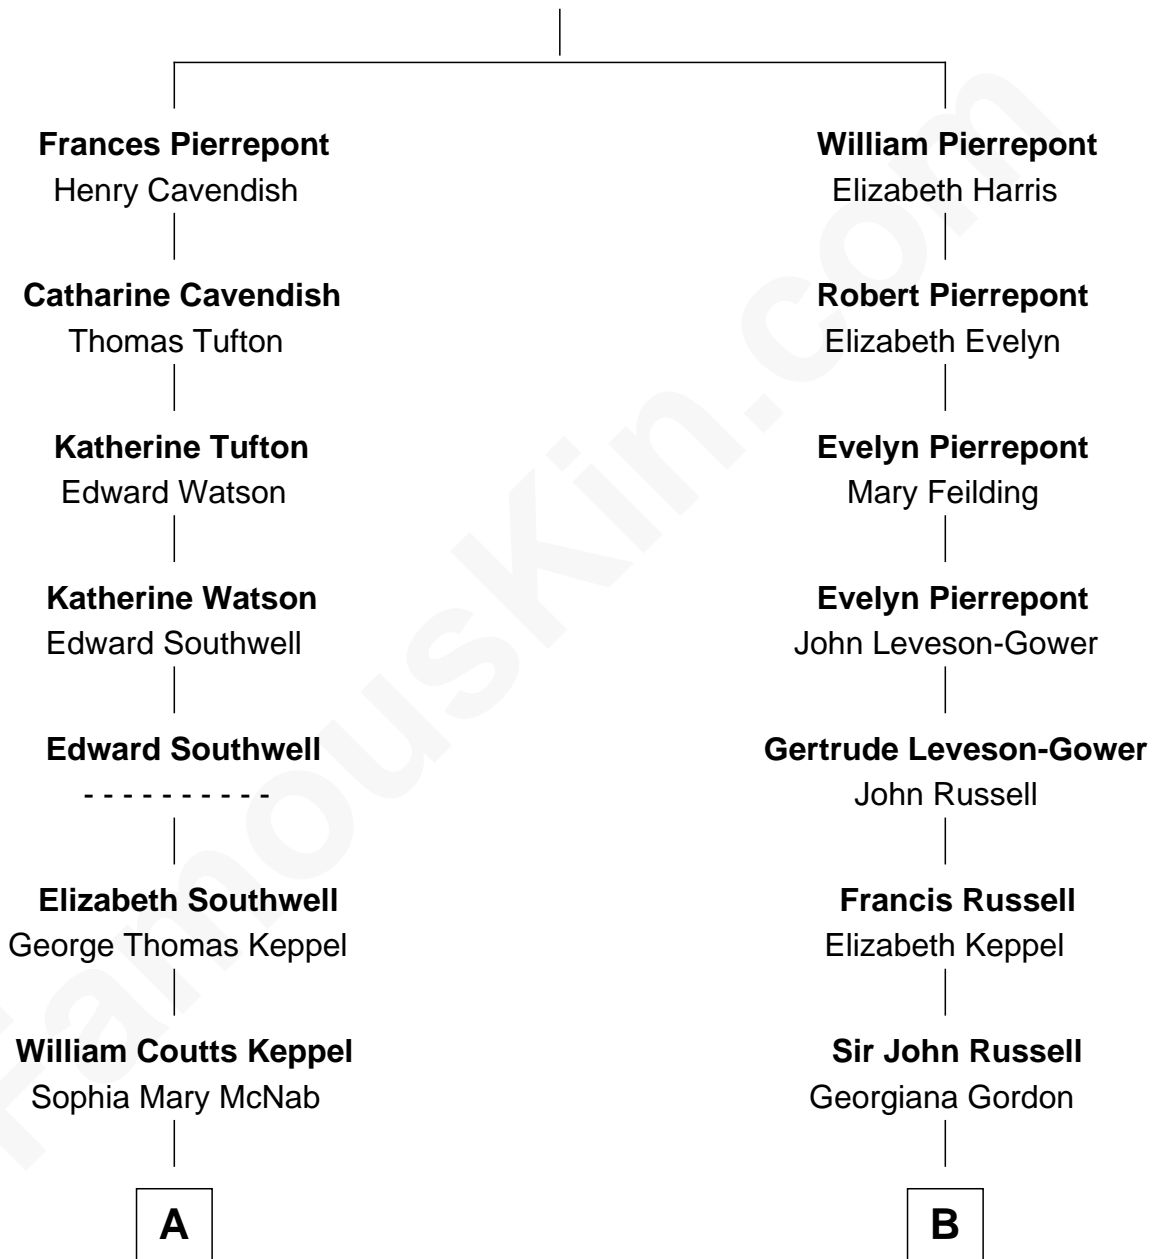 Frances Pierrepont
Henry Cavendish
William Pierrepont
Elizabeth Harris
Catharine Cavendish
Thomas Tufton
Robert Pierrepont
Elizabeth Evelyn
Katherine Tufton
Edward Watson
Evelyn Pierrepont
Mary Feilding
Katherine Watson
Edward Southwell
Evelyn Pierrepont
John Leveson-Gower
Edward Southwell
- - - - - - - - - -
Gertrude Leveson-Gower
John Russell
Elizabeth Southwell
George Thomas Keppel
Francis Russell
Elizabeth Keppel
William Coutts Keppel
Sophia Mary McNab
Sir John Russell
Georgiana Gordon
A
B
FamousKin.com